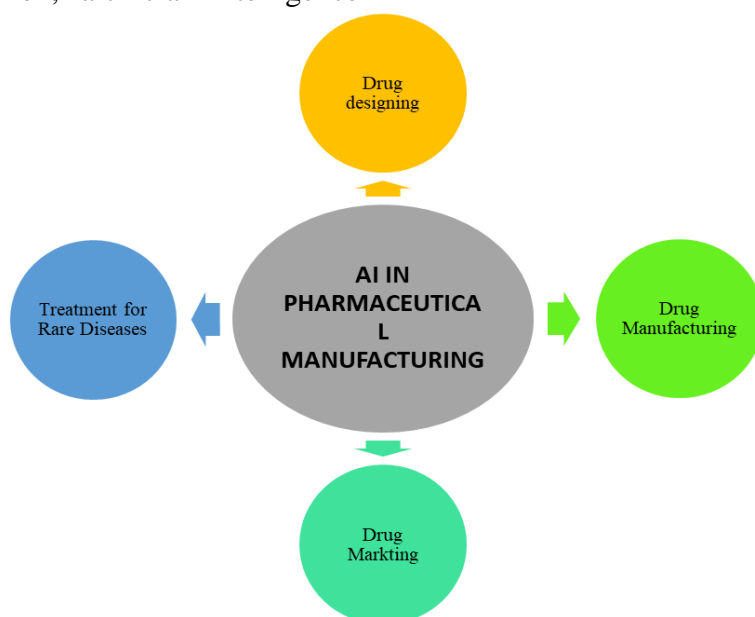 Drug
designing
AI IN
PHARMACEUTICA
L
MANUFACTURING
Treatment for
Rare Diseases
Drug
Manufacturing
Drug
Markting